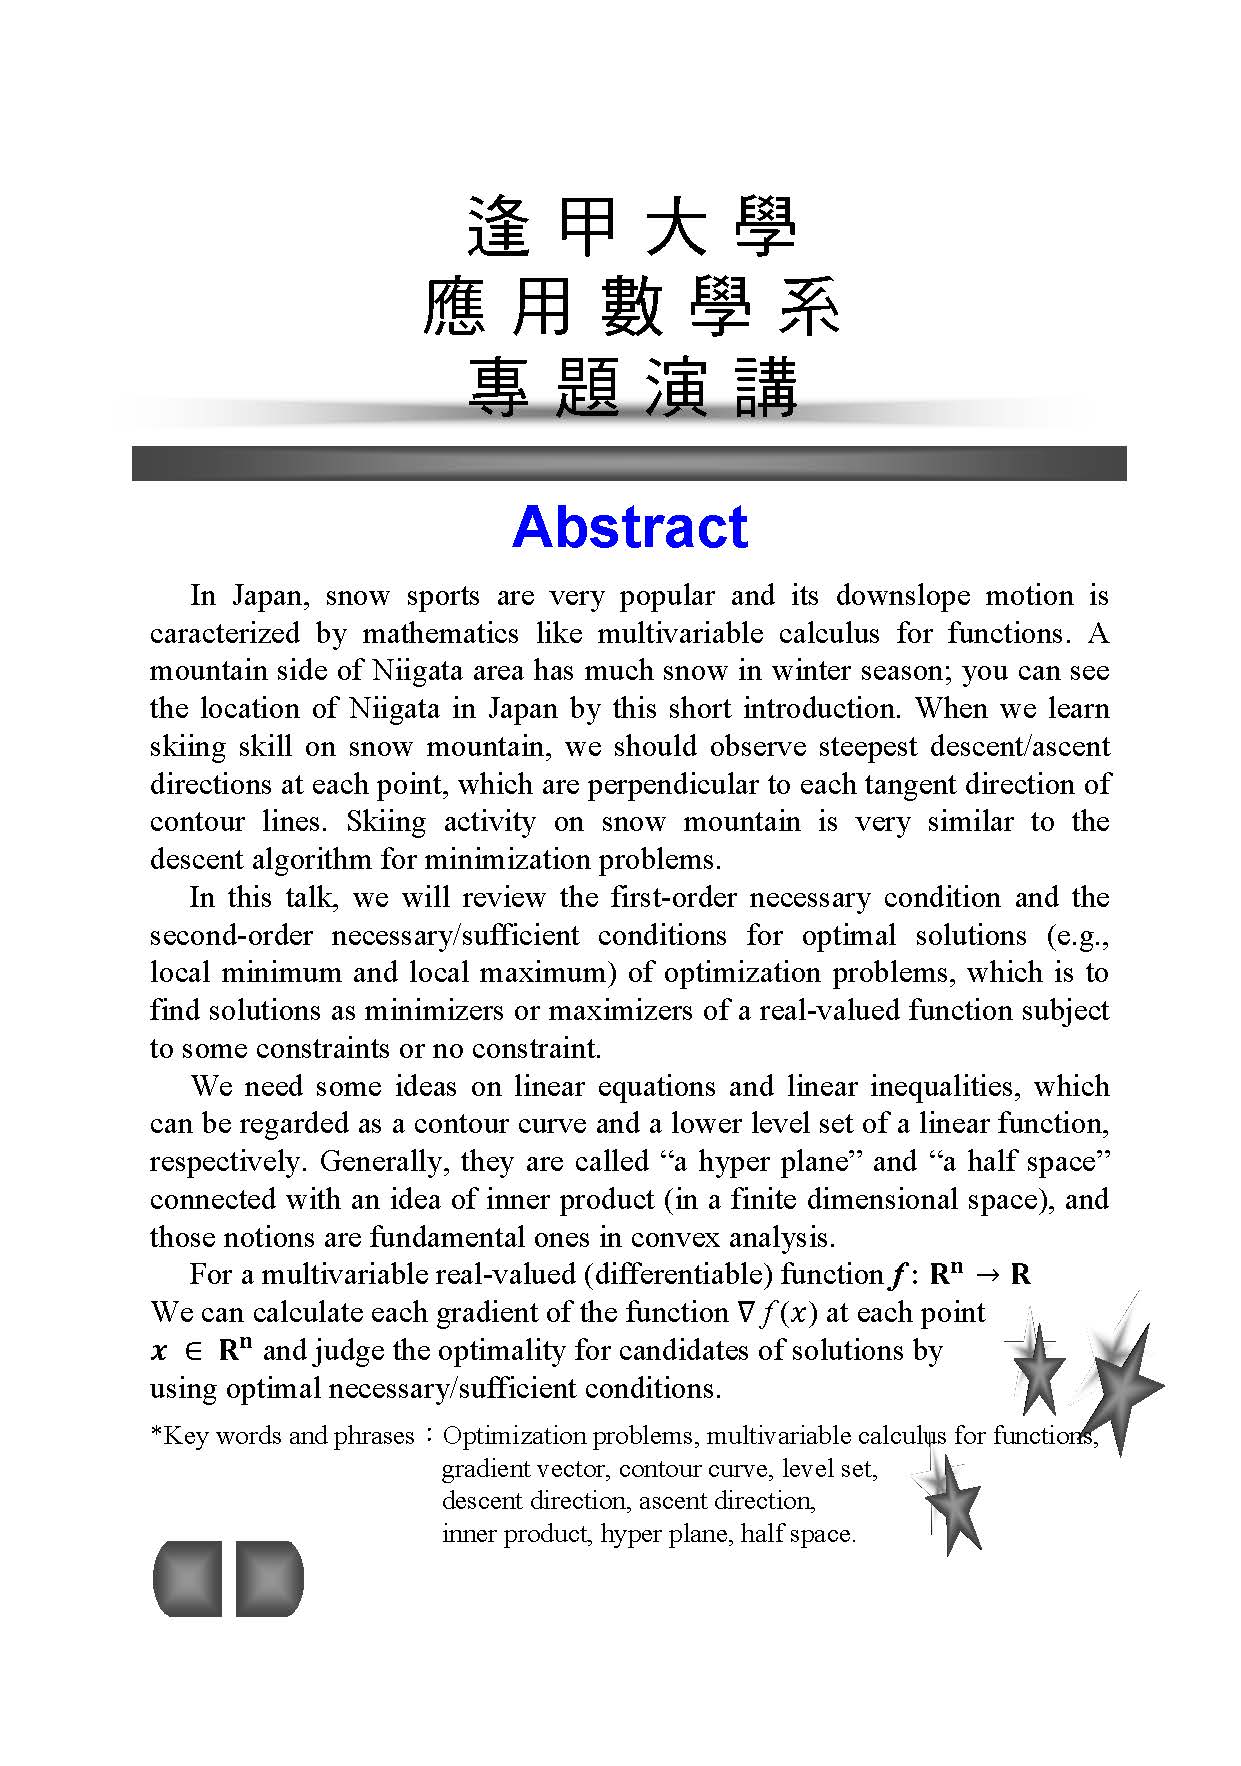 逢甲大學
應用數學系
專題演講
Abstract
In Japan, snow sports are very popular and its downslope motion is
caracterized by mathematics like multivariable calculus for functions. A
mountain side of Niigata area has much snow in winter season; you can see
the location of Niigata in Japan by this short introduction. When we learn
skiing skill on snow mountain, we should observe steepest descent/ascent
directions at each point, which are perpendicular to each tangent direction of
contour lines. Skiing activity on snow mountain is very similar to the
descent algorithm for minimization problems.
In this talk, we will review the first-order necessary condition and the
second-order necessary/sufficient conditions for optimal solutions (e.g.,
local minimum and local maximum) of optimization problems, which is to
find solutions as minimizers or maximizers of a real-valued function subject
to some constraints or no constraint.
We need some ideas on linear equations and linear inequalities, which
can be regarded as a contour curve and a lower level set of a linear function,
respectively. Generally, they are called “a hyper plane” and “a half space”
connected with an idea of inner product (in a finite dimensional space), and
those notions are fundamental ones in convex analysis.
For a multivariable real-valued (differentiable) function f: Rⁿ → R
We can calculate each gradient of the function ∇f(x) at each point
x ∈ Rⁿ and judge the optimality for candidates of solutions by
using optimal necessary/sufficient conditions.
*Key words and phrases：Optimization problems, multivariable calculus for functions,
gradient vector, contour curve, level set,
descent direction, ascent direction,
inner product, hyper plane, half space.